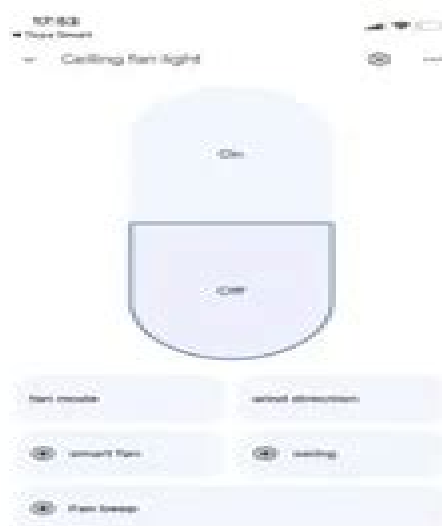 Ceiling fan light
On
Off
fan mode
wind direction
smart fan
swing
Fan beep